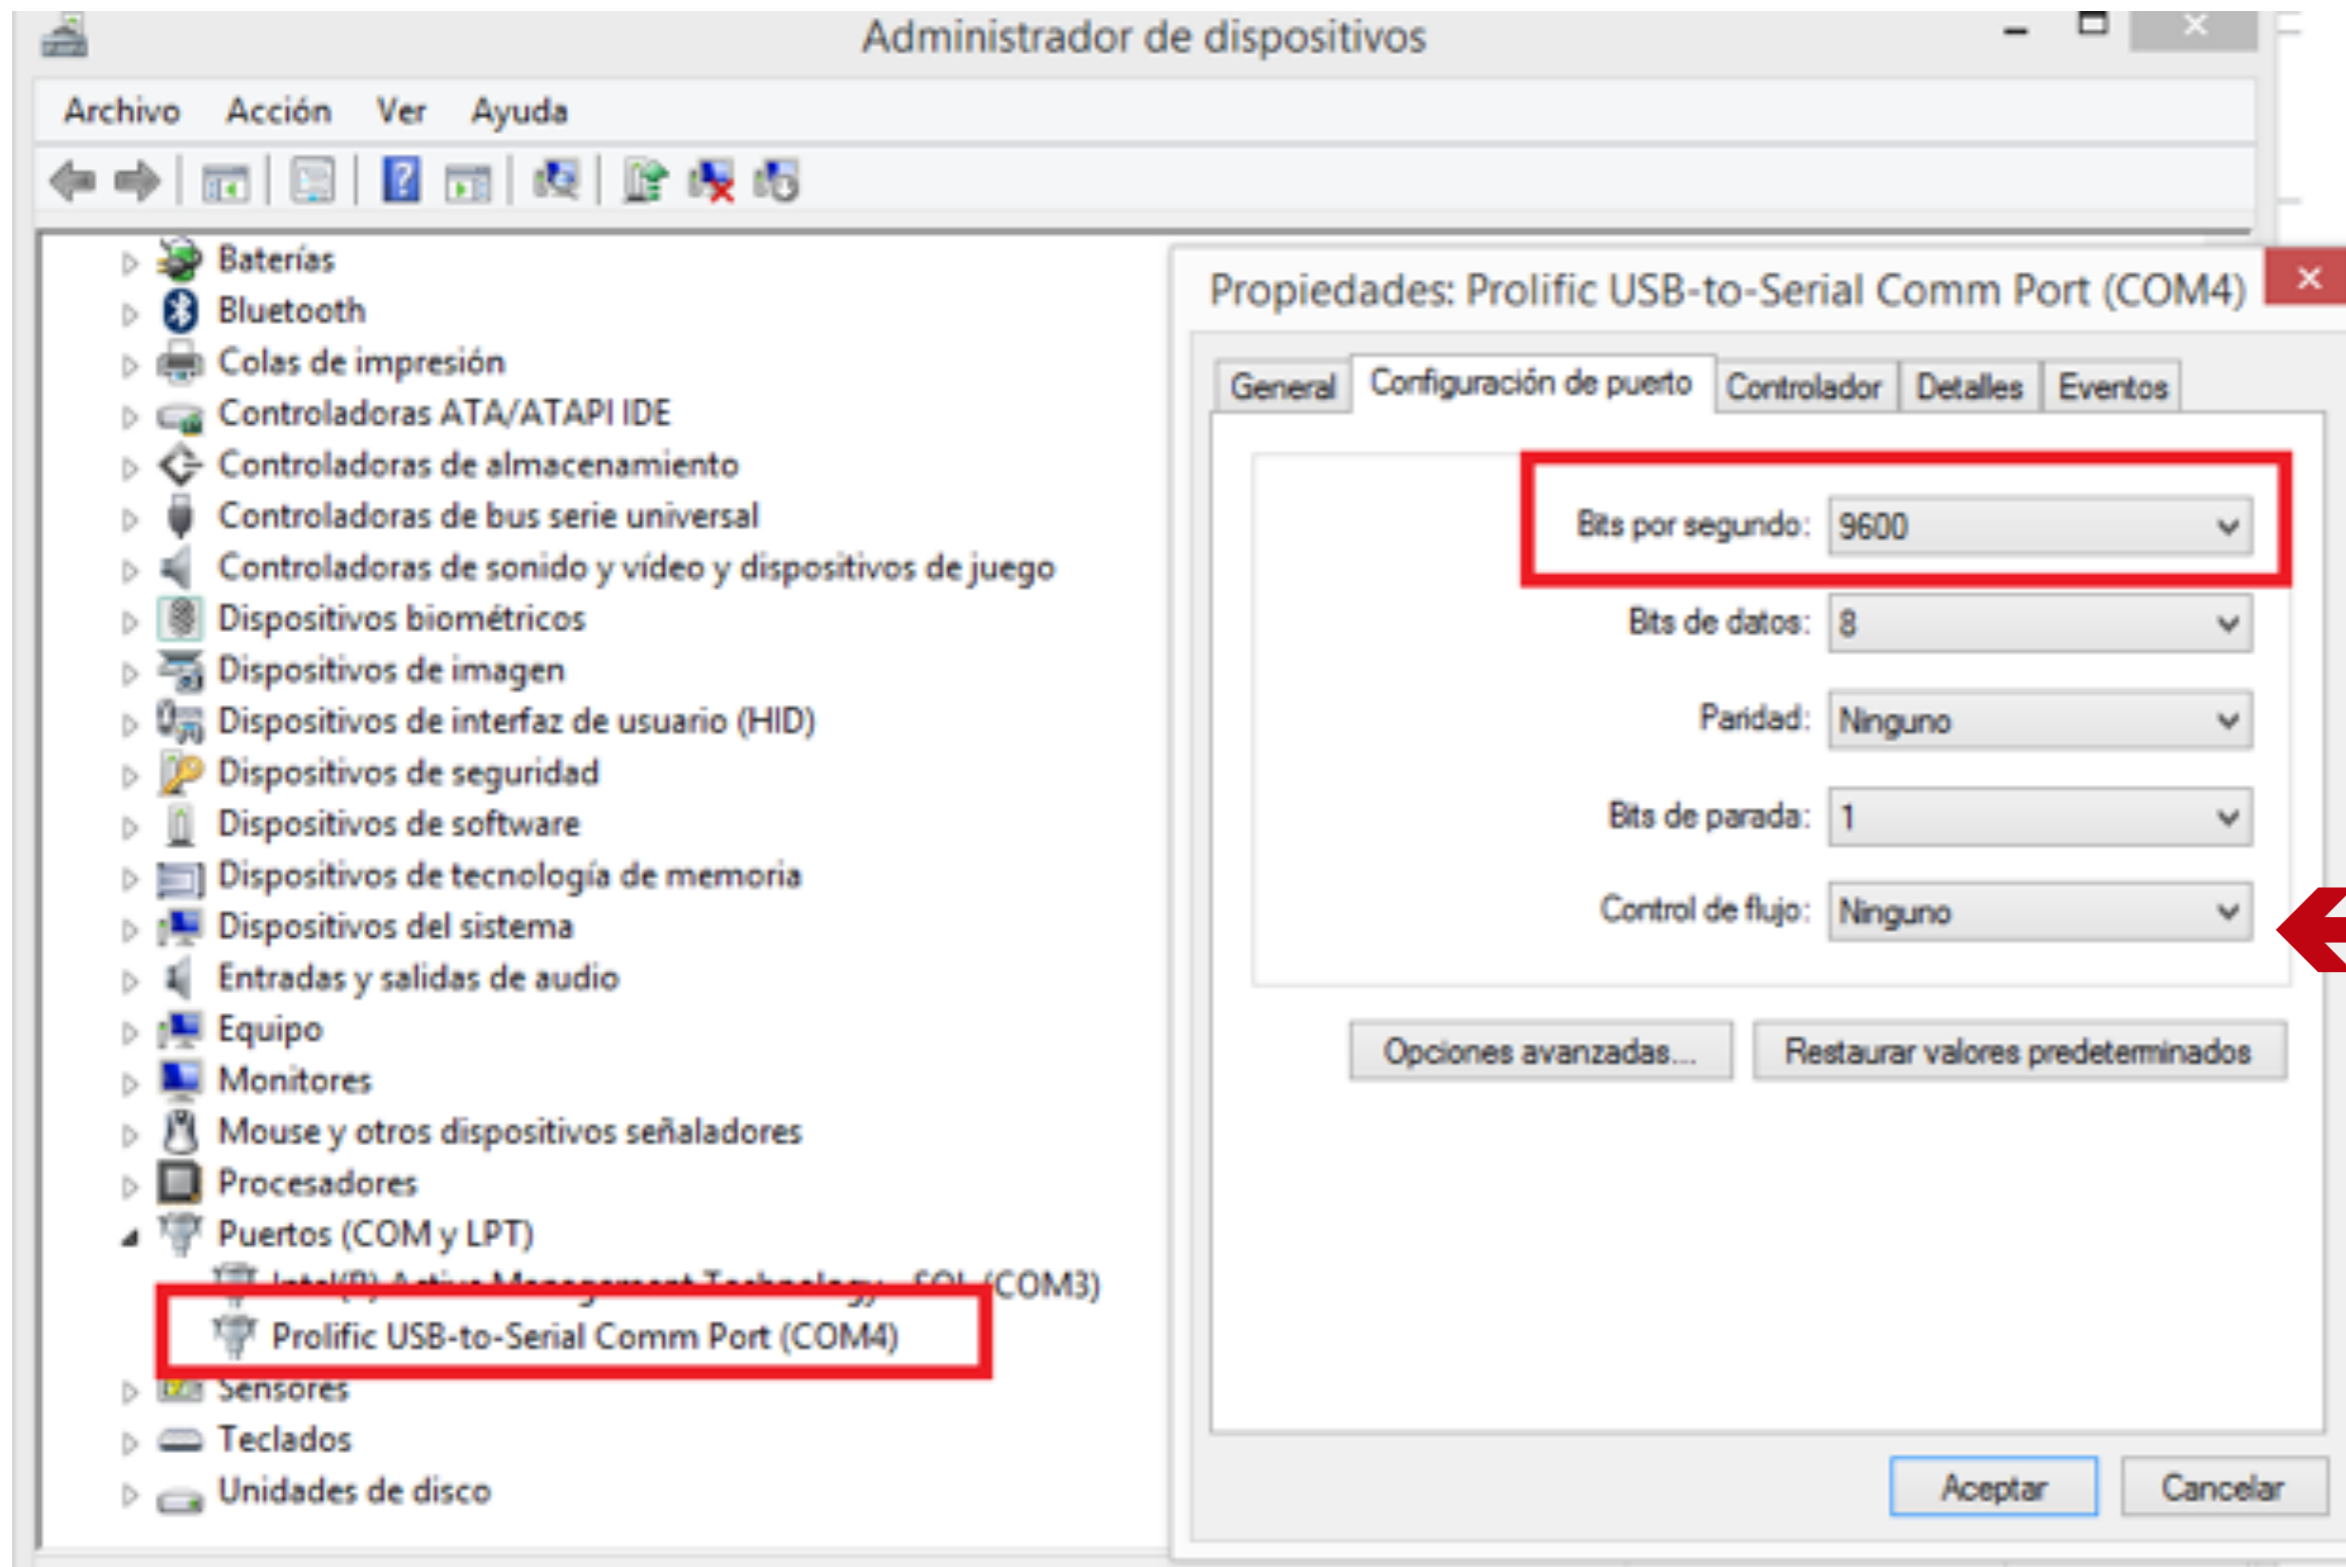 Administrador de dispositivos
Archivo Acción Ver Ayuda
Baterías
Bluetooth
Colas de impresión
Controladoras ATA/ATAPI IDE
Controladoras de almacenamiento
Controladoras de bus serie universal
Controladoras de sonido y vídeo y dispositivos de juego
Dispositivos biométricos
Dispositivos de imagen
Dispositivos de interfaz de usuario (HID)
Dispositivos de seguridad
Dispositivos de software
Dispositivos de tecnología de memoria
Dispositivos del sistema
Entradas y salidas de audio
Equipo
Monitores
Mouse y otros dispositivos señaladores
Procesadores
Puertos (COM y LPT)
Intel(R) Active Management Technology - SOL (COM3)
Prolific USB-to-Serial Comm Port (COM4)
Sensores
Teclados
Unidades de disco
Propiedades: Prolific USB-to-Serial Comm Port (COM4)
General Configuración de puerto Controlador Detalles Eventos
Bits por segundo: 9600
Bits de datos: 8
Paridad: Ninguno
Bits de parada: 1
Control de flujo: Ninguno
Opciones avanzadas... Restaurar valores predeterminados
Aceptar Cancelar